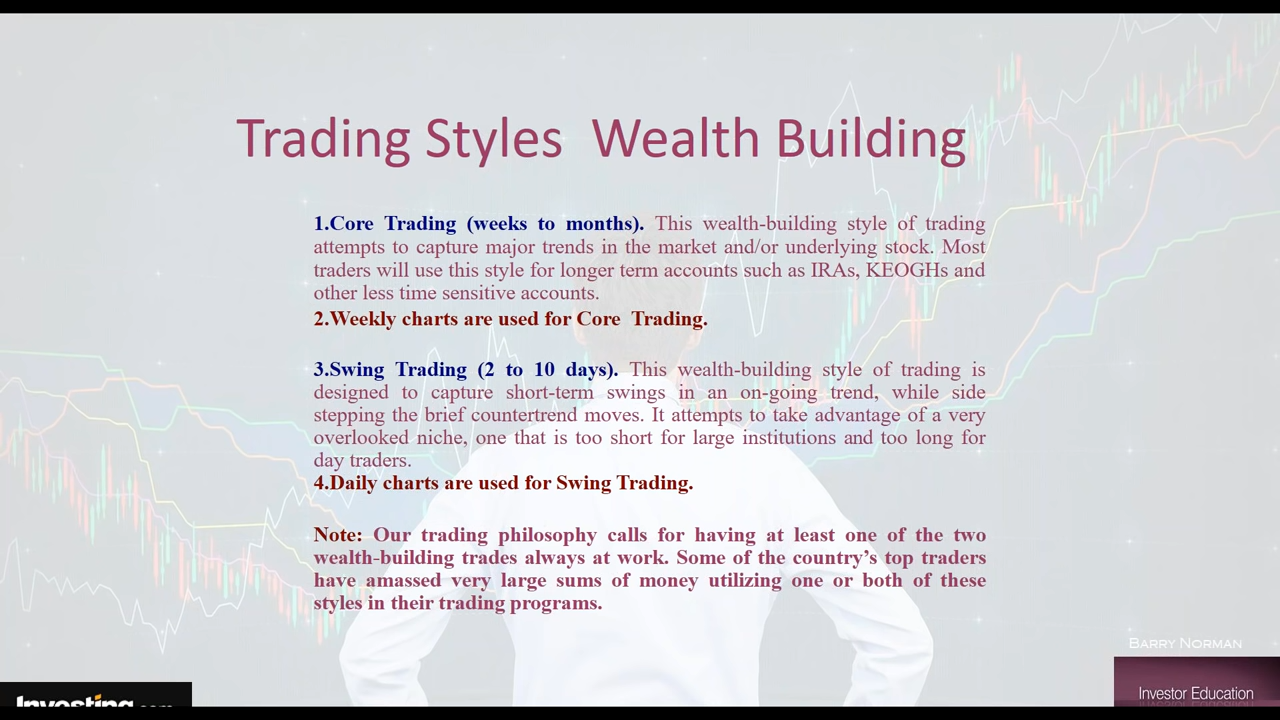 Trading Styles  Wealth Building
1.Core Trading (weeks to months). This wealth-building style of trading
attempts to capture major trends in the market and/or underlying stock. Most
traders will use this style for longer term accounts such as IRAs, KEOGHs and
other less time sensitive accounts.
2.Weekly charts are used for Core  Trading.
3.Swing Trading (2 to 10 days). This wealth-building style of trading is
designed to capture short-term swings in an on-going trend, while side
stepping the brief countertrend moves. It attempts to take advantage of a very
overlooked niche, one that is too short for large institutions and too long for
day traders.
4.Daily charts are used for Swing Trading.
Note: Our trading philosophy calls for having at least one of the two
wealth-building trades always at work. Some of the country’s top traders
have amassed very large sums of money utilizing one or both of these
styles in their trading programs.
Barry Norman
Investing.com
Investor Education